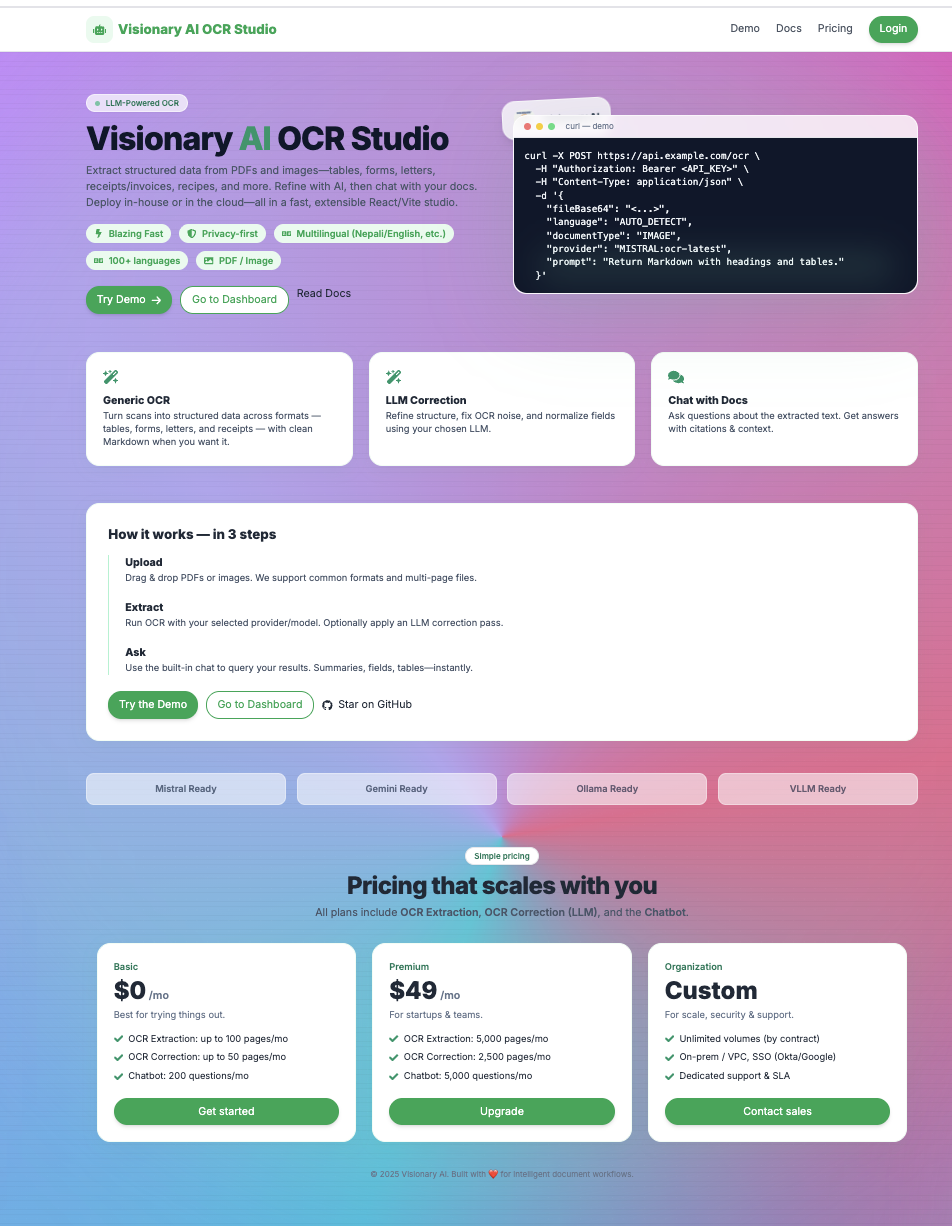 Visionary AI OCR Studio
Demo
Docs
Pricing
Login
LLM-Powered OCR
Visionary AI OCR Studio
Extract structured data from PDFs and images—tables, forms, letters,
receipts/invoices, recipes, and more. Refine with AI, then chat with your docs.
Deploy in-house or in the cloud—all in a fast, extensible React/Vite studio.
Blazing Fast
Privacy-first
Multilingual (Nepali/English, etc.)
100+ languages
PDF / Image
Try Demo
Go to Dashboard
Read Docs
curl — demo
curl -X POST https://api.example.com/ocr \
-H "Authorization: Bearer <API_KEY>" \
-H "Content-Type: application/json" \
-d '{
"fileBase64": "<...>",
"language": "AUTO_DETECT",
"documentType": "IMAGE",
"provider": "MISTRAL:ocr-latest",
"prompt": "Return Markdown with headings and tables."
}'
Generic OCR
Turn scans into structured data across formats —
tables, forms, letters, and receipts — with clean
Markdown when you want it.
LLM Correction
Refine structure, fix OCR noise, and normalize fields
using your chosen LLM.
Chat with Docs
Ask questions about the extracted text. Get answers
with citations & context.
How it works — in 3 steps
Upload
Drag & drop PDFs or images. We support common formats and multi-page files.
Extract
Run OCR with your selected provider/model. Optionally apply an LLM correction pass.
Ask
Use the built-in chat to query your results. Summaries, fields, tables—instantly.
Try the Demo
Go to Dashboard
Star on GitHub
Mistral Ready
Gemini Ready
Ollama Ready
VLLM Ready
Simple pricing
Pricing that scales with you
All plans include OCR Extraction, OCR Correction (LLM), and the Chatbot.
Basic
$0 /mo
Best for trying things out.
OCR Extraction: up to 100 pages/mo
OCR Correction: up to 50 pages/mo
Chatbot: 200 questions/mo
Get started
Premium
$49 /mo
For startups & teams.
OCR Extraction: 5,000 pages/mo
OCR Correction: 2,500 pages/mo
Chatbot: 5,000 questions/mo
Upgrade
Organization
Custom
For scale, security & support.
Unlimited volumes (by contract)
On-prem / VPC, SSO (Okta/Google)
Dedicated support & SLA
Contact sales
© 2025 Visionary AI. Built with ❤️ for intelligent document workflows.